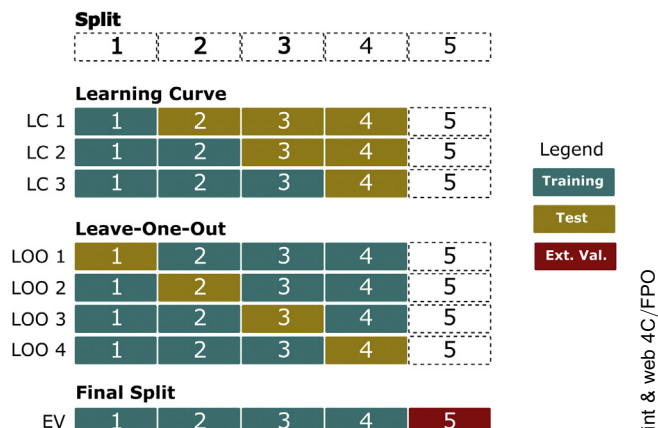 Split
1 2 3 4 5
Learning Curve
LC 1 1 2 3 4 5
LC 2 1 2 3 4 5
LC 3 1 2 3 4 5
Leave-One-Out
LOO 1 1 2 3 4 5
LOO 2 1 2 3 4 5
LOO 3 1 2 3 4 5
LOO 4 1 2 3 4 5
Final Split
EV 1 2 3 4 5
Legend
Training
Test
Ext. Val.
int & web 4C/FPO